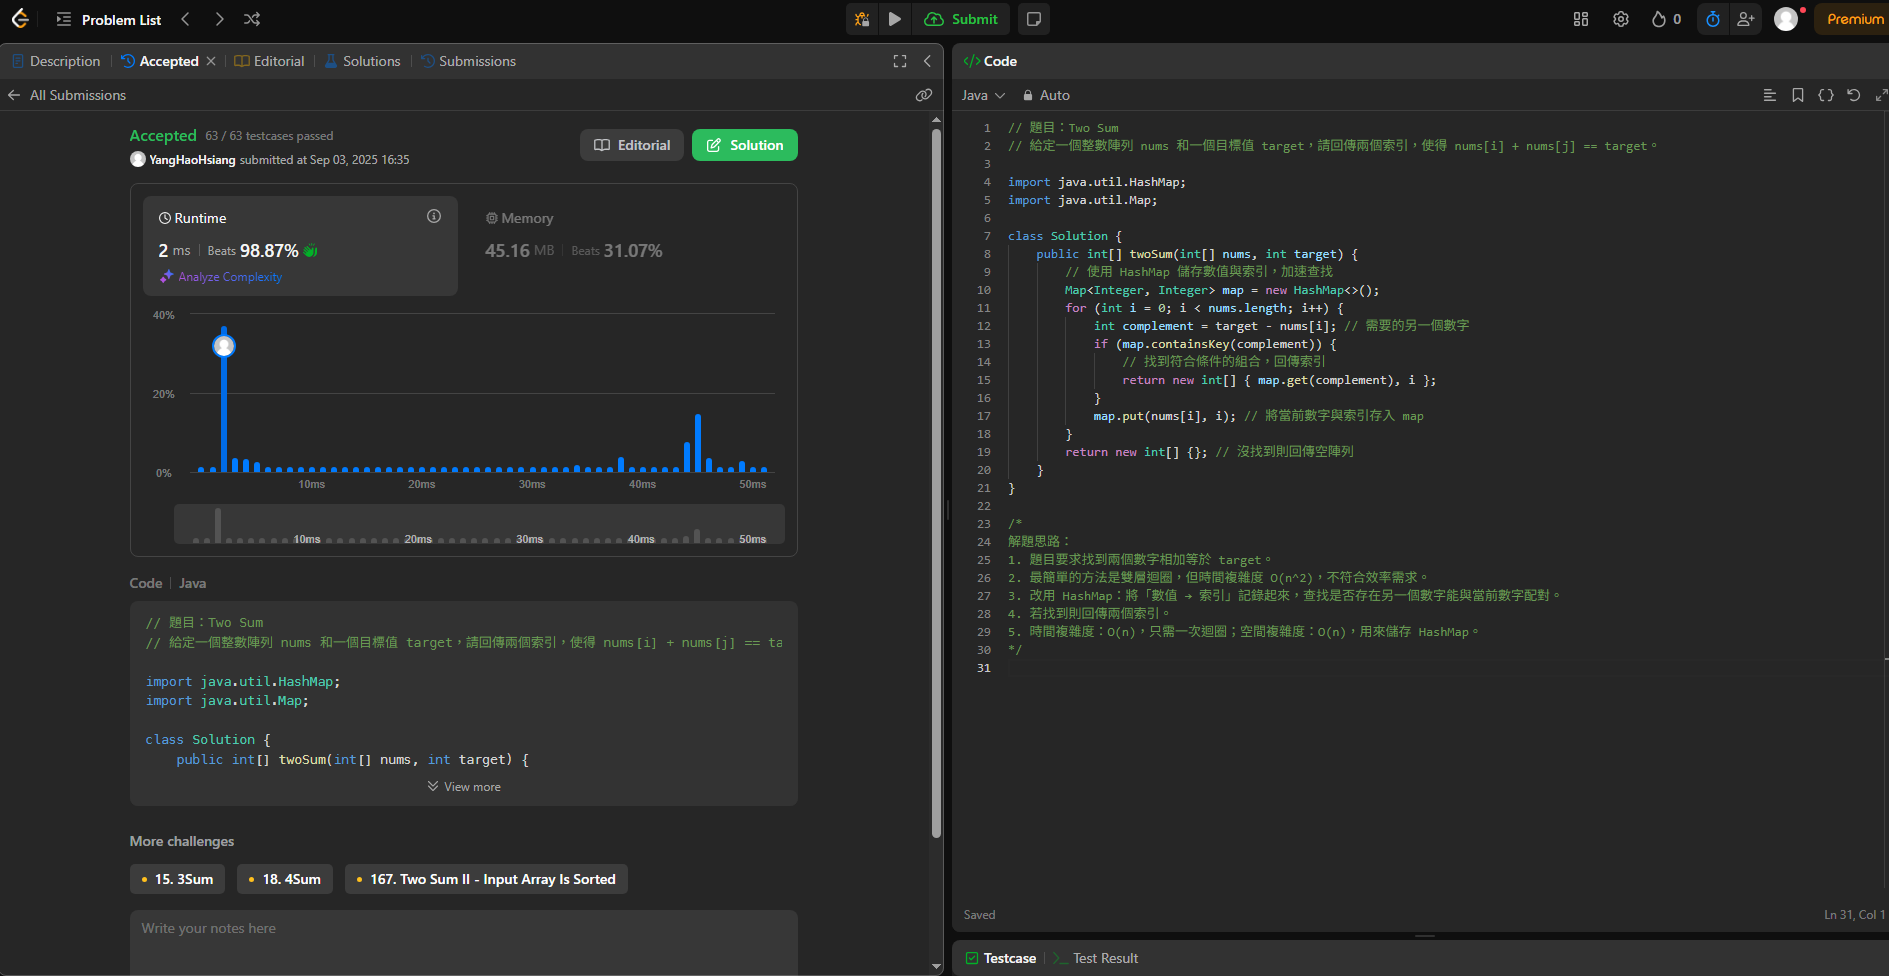 Problem List
Submit
0
Premium
Description
Accepted
Editorial
Solutions
Submissions
All Submissions
Accepted 63 / 63 testcases passed
YangHaoHsiang submitted at Sep 03, 2025 16:35
Editorial
Solution
Runtime
2 ms Beats 98.87%
Analyze Complexity
Memory
45.16 MB Beats 31.07%
40%
20%
0%
10ms 20ms 30ms 40ms 50ms
10ms 20ms 30ms 40ms 50ms
Code Java
// 題目：Two Sum
// 給定一個整數陣列 nums 和一個目標值 target，請回傳兩個索引，使得 nums[i] + nums[j] == ta
import java.util.HashMap;
import java.util.Map;
class Solution {
public int[] twoSum(int[] nums, int target) {
View more
More challenges
15. 3Sum
18. 4Sum
167. Two Sum II - Input Array Is Sorted
Write your notes here
</> Code
Java Auto
1 // 題目：Two Sum
2 // 給定一個整數陣列 nums 和一個目標值 target，請回傳兩個索引，使得 nums[i] + nums[j] == target。
3
4 import java.util.HashMap;
5 import java.util.Map;
6
7 class Solution {
8 public int[] twoSum(int[] nums, int target) {
9 // 使用 HashMap 儲存數值與索引，加速查找
10 Map<Integer, Integer> map = new HashMap<>();
11 for (int i = 0; i < nums.length; i++) {
12 int complement = target - nums[i]; // 需要的另一個數字
13 if (map.containsKey(complement)) {
14 // 找到符合條件的組合，回傳索引
15 return new int[] { map.get(complement), i };
16 }
17 map.put(nums[i], i); // 將當前數字與索引存入 map
18 }
19 return new int[] {}; // 沒找到則回傳空陣列
20 }
21 }
22
23 /*
24 解題思路：
25 1. 題目要求找到兩個數字相加等於 target。
26 2. 最簡單的方法是雙層迴圈，但時間複雜度 O(n^2)，不符合效率需求。
27 3. 改用 HashMap：將「數值 → 索引」記錄起來，查找是否存在另一個數字能與當前數字配對。
28 4. 若找到則回傳兩個索引。
29 5. 時間複雜度：O(n)，只需一次迴圈；空間複雜度：O(n)，用來儲存 HashMap。
30 */
31
Saved
Ln 31, Col 1
Testcase
>_ Test Result